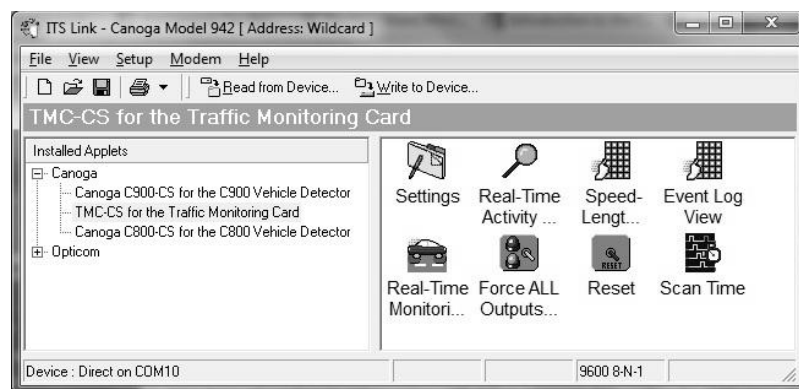 ITS Link - Canoga Model 942 [ Address: Wildcard ]
File View Setup Modem Help
Read from Device... Write to Device...
TMC-CS for the Traffic Monitoring Card
Installed Applets
Canoga
Canoga C900-CS for the C900 Vehicle Detector
TMC-CS for the Traffic Monitoring Card
Canoga C800-CS for the C800 Vehicle Detector
Opticom
Settings Real-Time Speed- Event Log
Activity ... Lengt... View
RESET
Real-Time Force ALL Reset Scan Time
Monitori... Outputs...
Device : Direct on COM10 9600 8-N-1